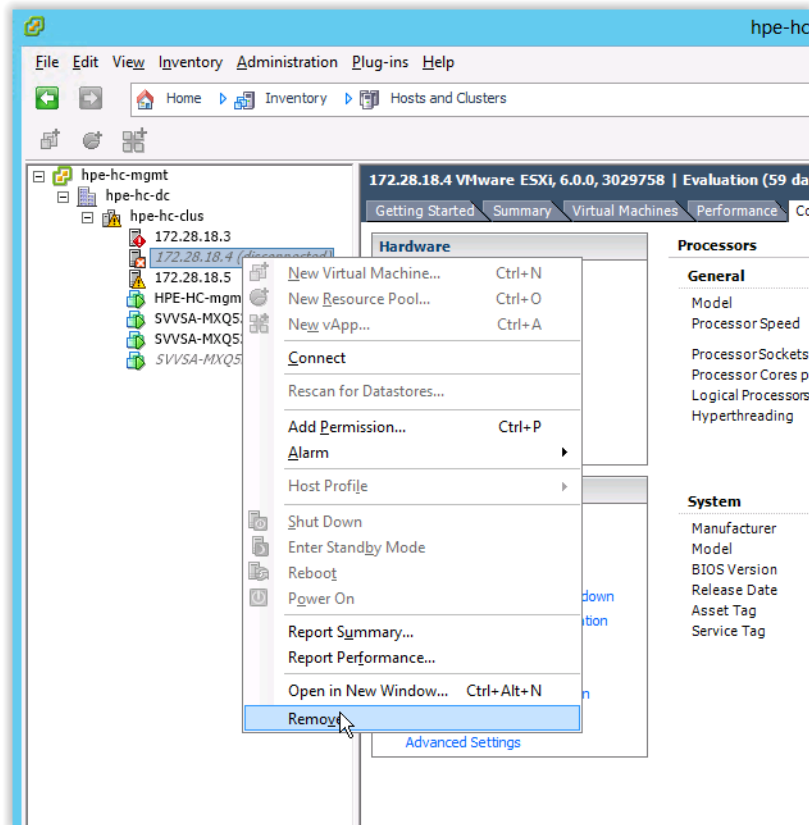 hpe-hc
File Edit View Inventory Administration Plug-ins Help
Home Inventory Hosts and Clusters
hpe-hc-mgmt
hpe-hc-dc
hpe-hc-clus
172.28.18.3
172.28.18.4 (disconnected)
172.28.18.5
HPE-HC-mgm
SVVSA-MXQ5
SVVSA-MXQ5
SVVSA-MXQ5
172.28.18.4 VMware ESXi, 6.0.0, 3029758 | Evaluation (59 da
Getting Started Summary Virtual Machines Performance Co
Hardware
New Virtual Machine... Ctrl+N
New Resource Pool... Ctrl+O
New vApp... Ctrl+A
Connect
Rescan for Datastores...
Add Permission... Ctrl+P
Alarm
Host Profile
Shut Down
Enter Standby Mode
Reboot
Power On
Report Summary...
Report Performance...
Open in New Window... Ctrl+Alt+N
Remove
down
tion
n
Advanced Settings
Processors
General
Model
Processor Speed
Processor Sockets
Processor Cores p
Logical Processors
Hyperthreading
System
Manufacturer
Model
BIOS Version
Release Date
Asset Tag
Service Tag